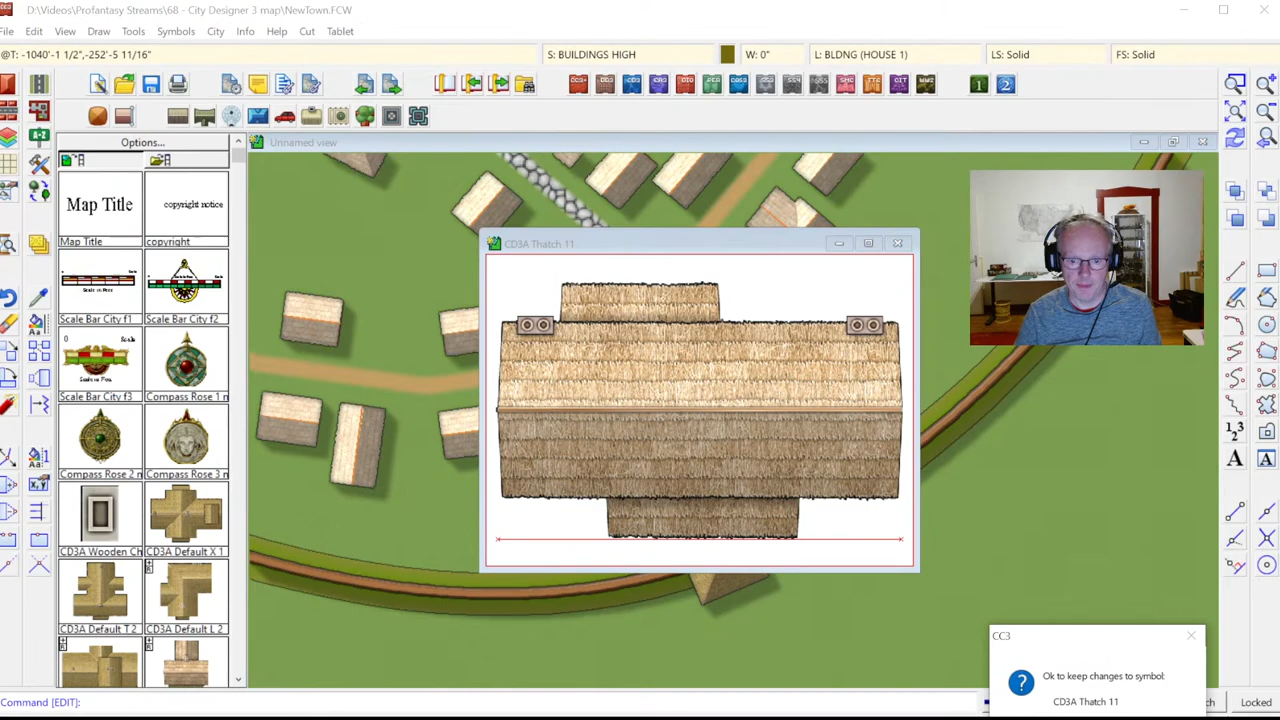 D:\Videos\Profantasy Streams\68 - City Designer 3 map\NewTown.FCW
File Edit View Draw Tools Symbols City Info Help Cut Tablet
@T: -1040'-1 1/2",-252'-5 11/16" S: BUILDINGS HIGH W: 0" L: BLDNG (HOUSE 1) LS: Solid FS: Solid
Options...
Unnamed view
Map Title
copyright notice
Map Title
copyright
Scale Bar City f1
Scale Bar City f2
Scale Bar City f3
Compass Rose 1 n
Compass Rose 2 n
Compass Rose 3 n
CD3A Wooden Ch
CD3A Default X 1
CD3A Default T 2
CD3A Default L 2
CD3A Thatch 11
CC3
Ok to keep changes to symbol:
CD3A Thatch 11
Command [EDIT]:
Locked